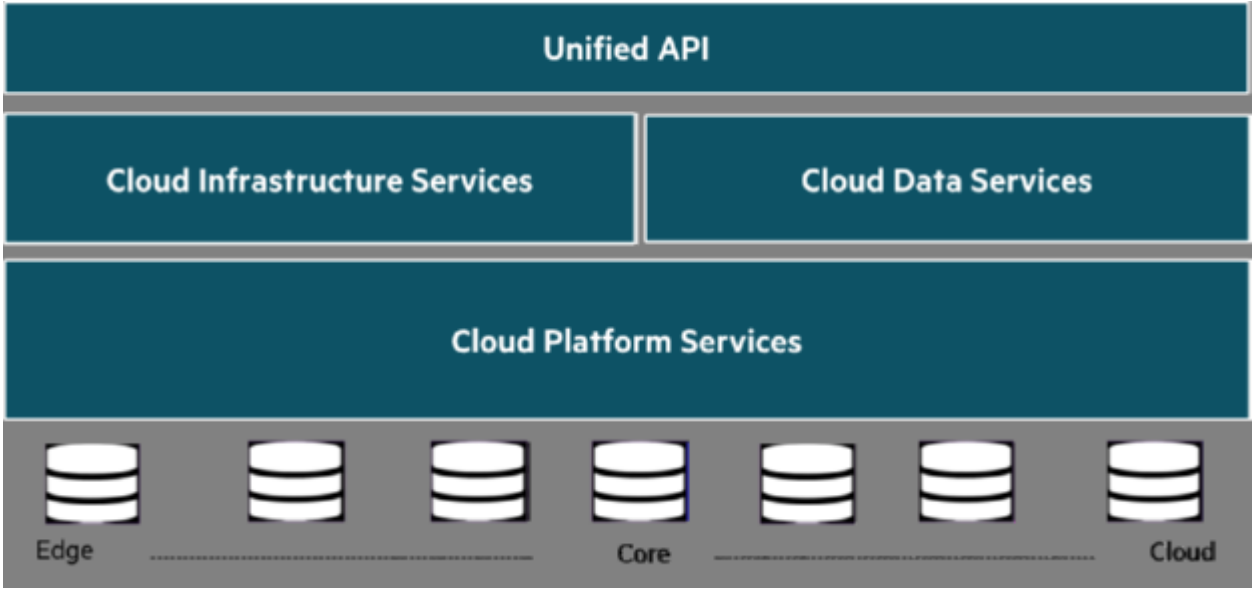 Unified API
Cloud Infrastructure Services
Cloud Data Services
Cloud Platform Services
Edge
Core
Cloud